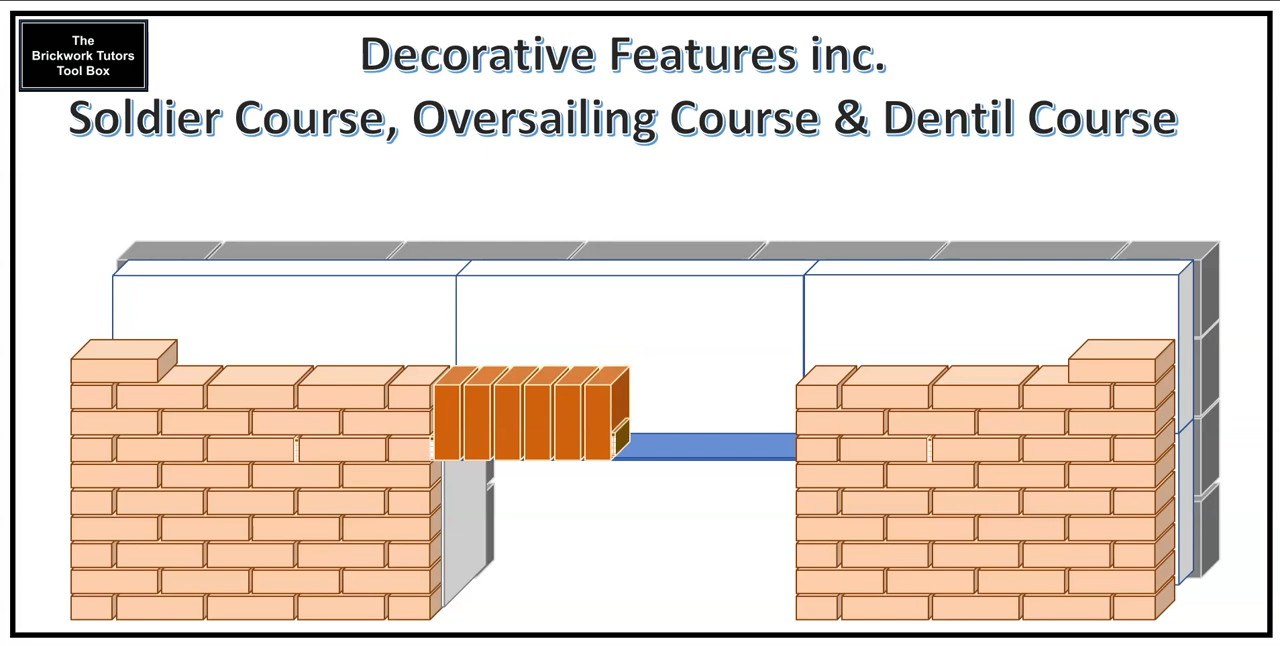 The
Brickwork Tutors
Tool Box
Decorative Features inc.
Soldier Course, Oversailing Course & Dentil Course